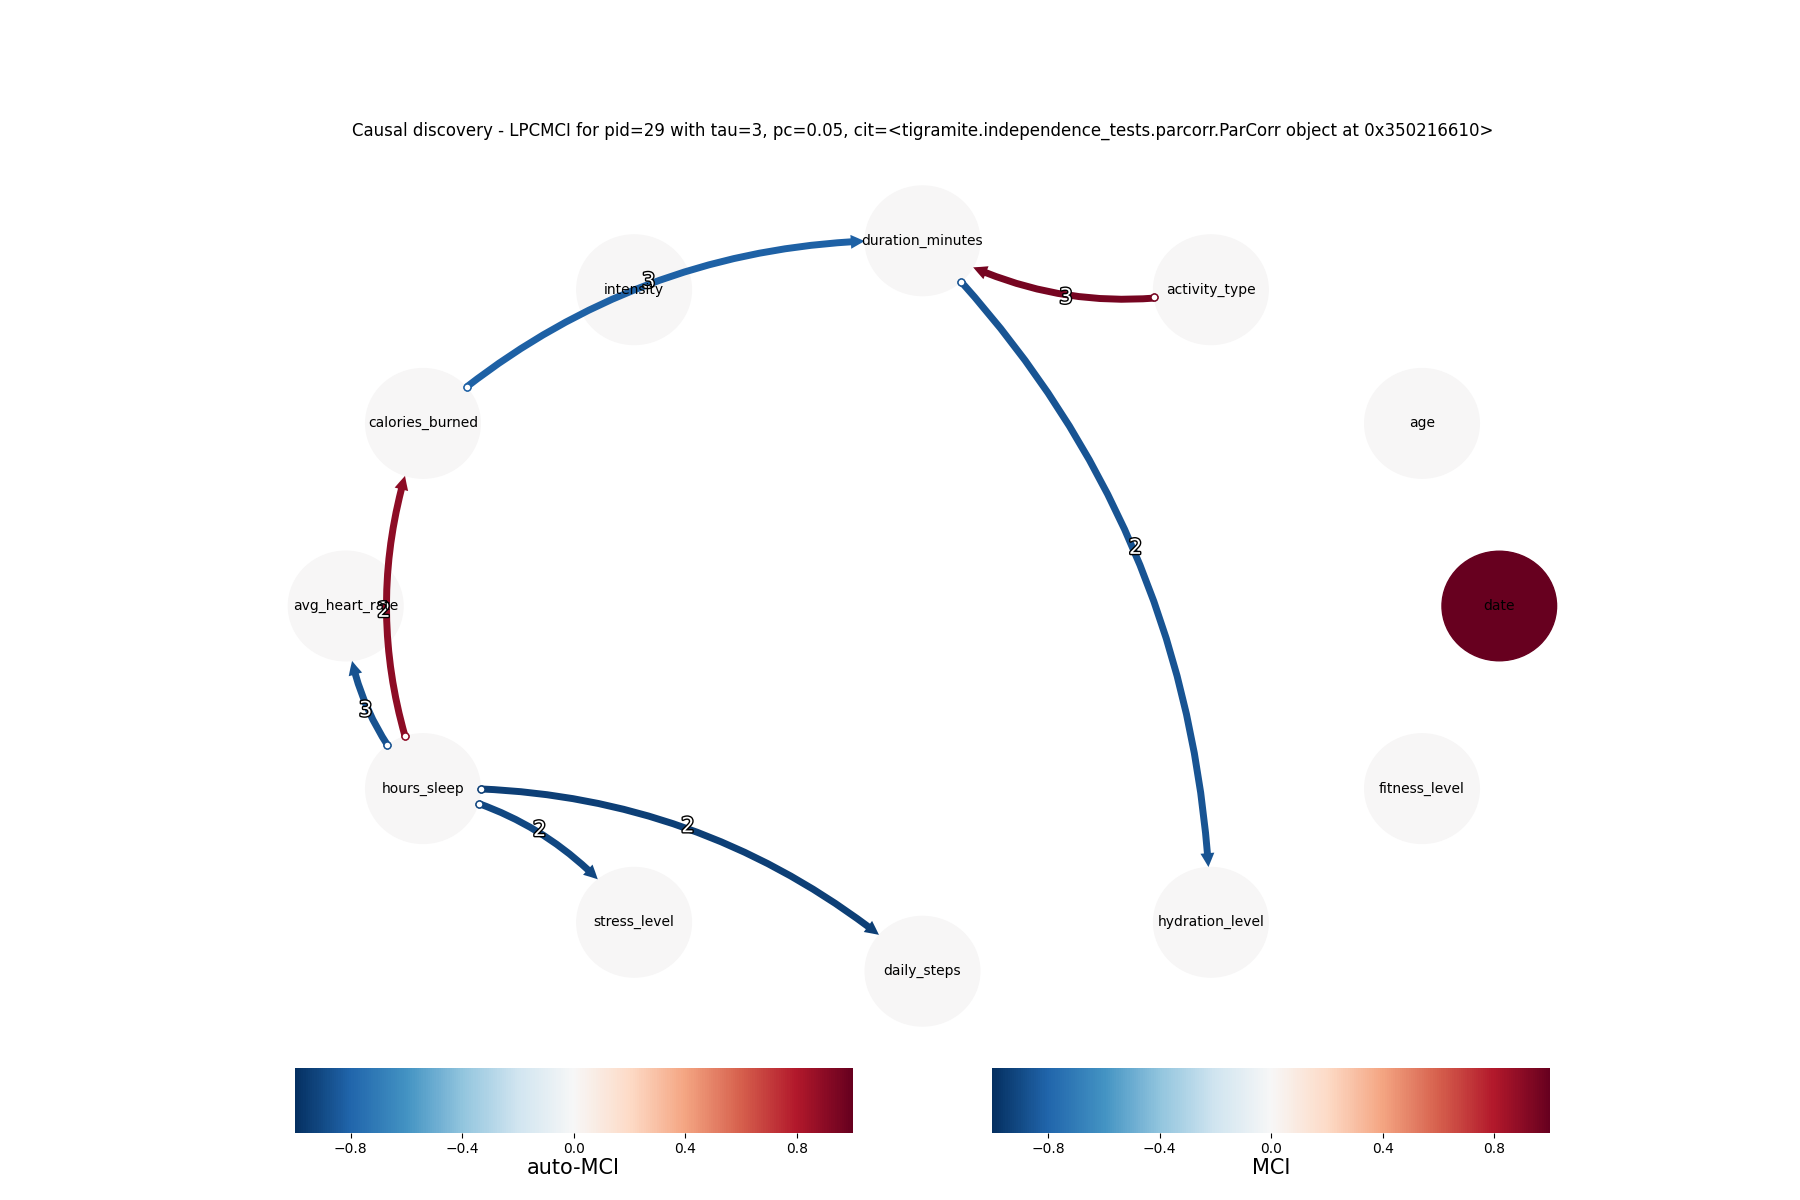 Causal discovery - LPCMCI for pid=29 with tau=3, pc=0.05, cit=<tigramite.independence_tests.parcorr.ParCorr object at 0x350216610>
duration_minutes
3
intensity
activity_type
3
calories_burned
age
2
avg_heart_rate
2
date
3
hours_sleep
fitness_level
2
2
stress_level
hydration_level
daily_steps
−0.8 −0.4 0.0 0.4 0.8
auto-MCI
−0.8 −0.4 0.0 0.4 0.8
MCI